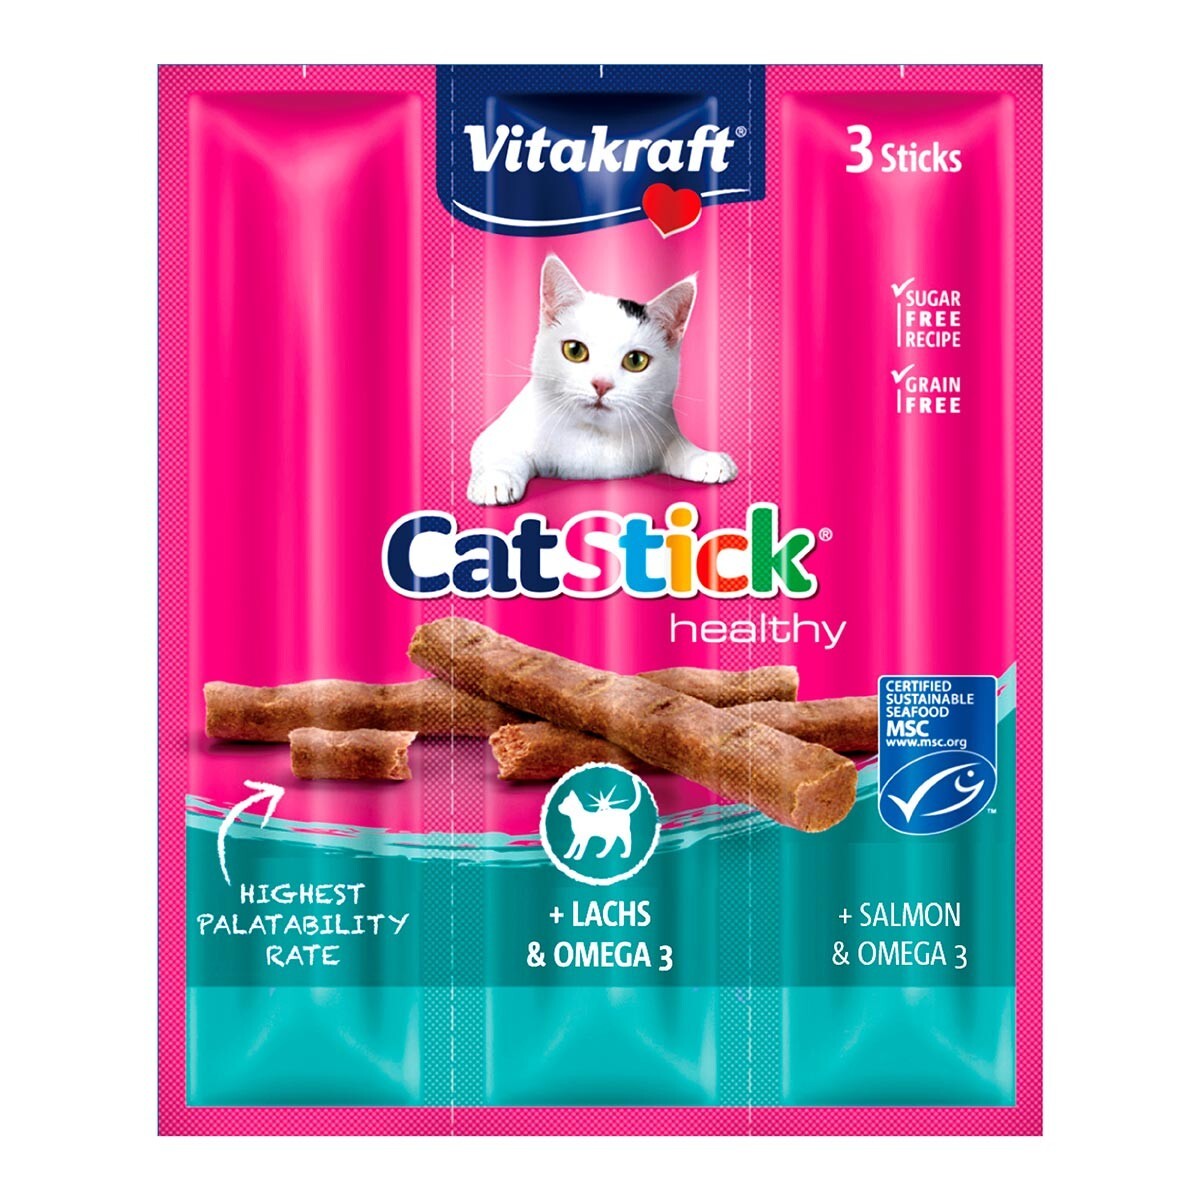 Vitakraft®
3 Sticks
SUGAR
FREE
RECIPE
GRAIN
FREE
CatStick®
healthy
CERTIFIED
SUSTAINABLE
SEAFOOD
MSC
www.msc.org
™
HIGHEST
PALATABILITY
RATE
+ LACHS
& OMEGA 3
+ SALMON
& OMEGA 3